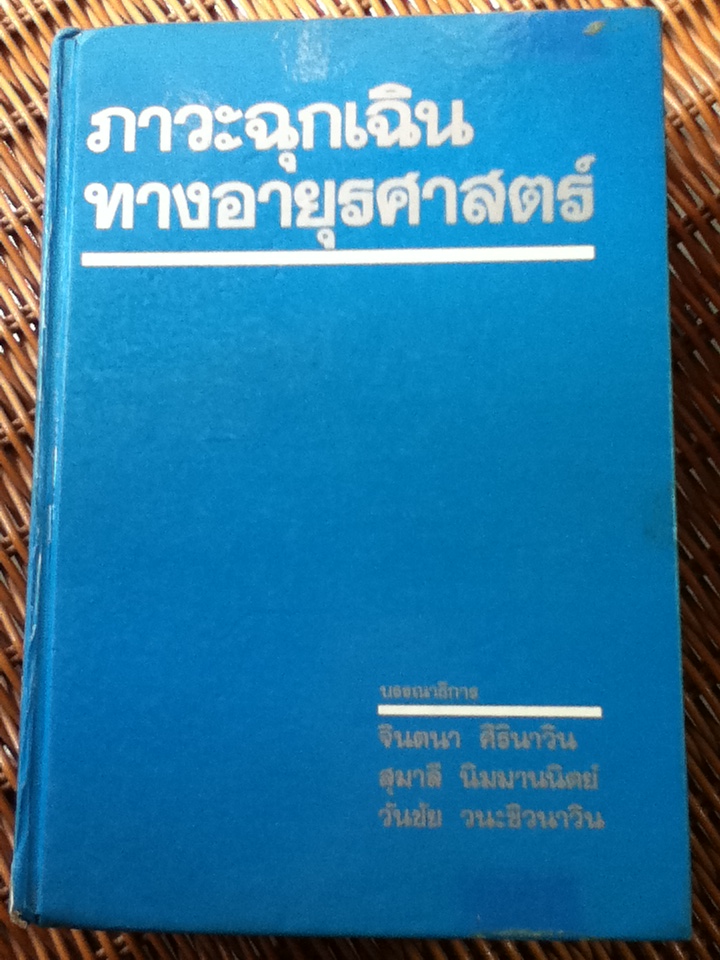 ภาวะฉุกเฉิน
ทางอายุรศาสตร์
บรรณาธิการ
จินตนา ศิรินาวิน
สุมาลี นิมมานนิตย์
วันชัย วนะชิวนาวิน